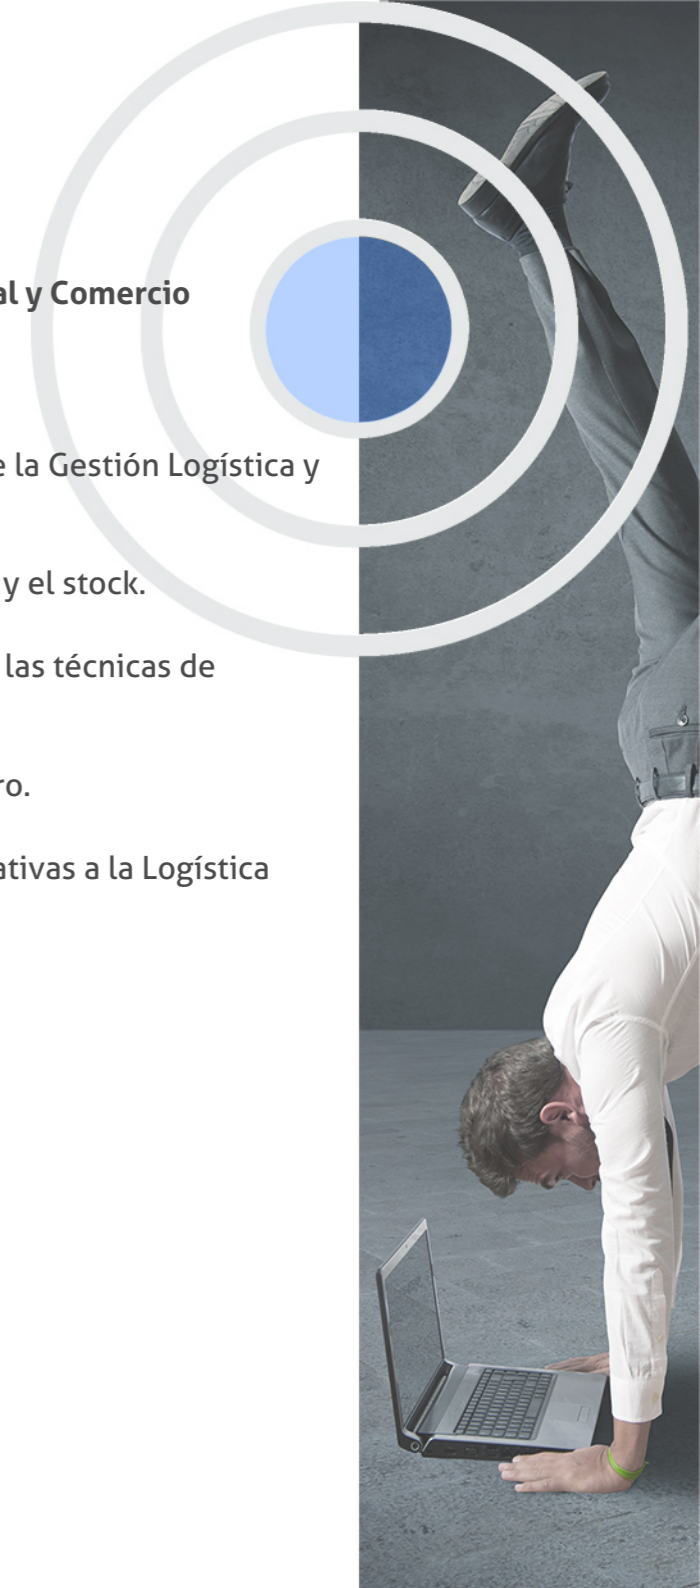 al y Comercio
e la Gestión Logística y
y el stock.
las técnicas de
ro.
ativas a la Logística